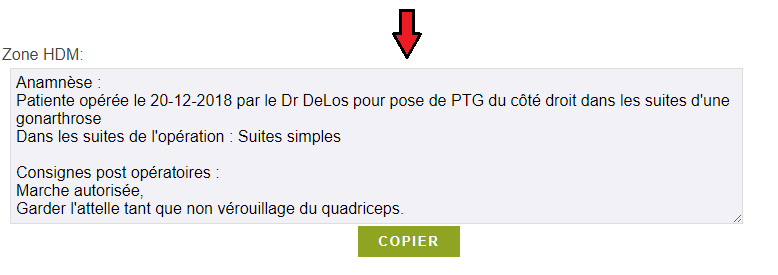 Zone HDM:
Anamnèse :
Patiente opérée le 20-12-2018 par le Dr DeLos pour pose de PTG du côté droit dans les suites d'une
gonarthrose
Dans les suites de l'opération : Suites simples
Consignes post opératoires :
Marche autorisée,
Garder l'attelle tant que non vérouillage du quadriceps.
COPIER